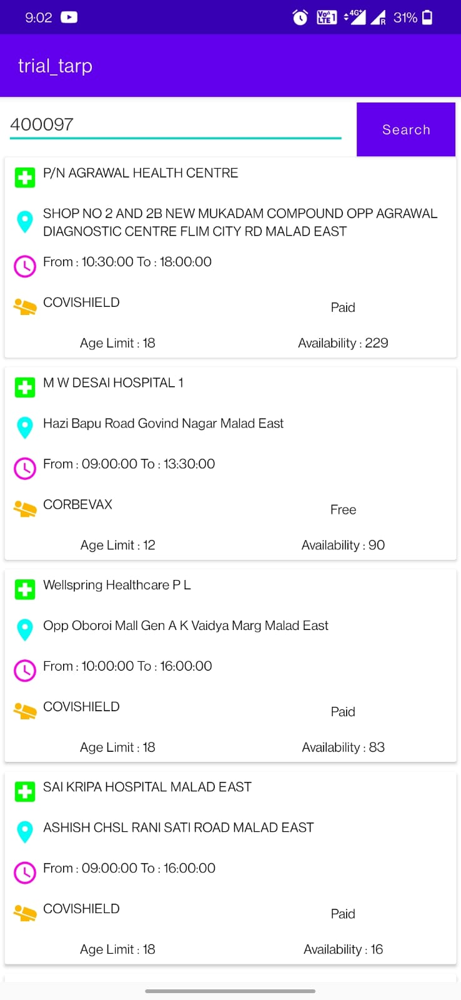 9:02 Vo) LTE 1 4G+ R 31%
trial_tarp
400097 Search
P/N AGRAWAL HEALTH CENTRE
SHOP NO 2 AND 2B NEW MUKADAM COMPOUND OPP AGRAWAL
DIAGNOSTIC CENTRE FLIM CITY RD MALAD EAST
From : 10:30:00 To : 18:00:00
COVISHIELD Paid
Age Limit : 18 Availability : 229
M W DESAI HOSPITAL 1
Hazi Bapu Road Govind Nagar Malad East
From : 09:00:00 To : 13:30:00
CORBEVAX Free
Age Limit : 12 Availability : 90
Wellspring Healthcare P L
Opp Oboroi Mall Gen A K Vaidya Marg Malad East
From : 10:00:00 To : 16:00:00
COVISHIELD Paid
Age Limit : 18 Availability : 83
SAI KRIPA HOSPITAL MALAD EAST
ASHISH CHSL RANI SATI ROAD MALAD EAST
From : 09:00:00 To : 16:00:00
COVISHIELD Paid
Age Limit : 18 Availability : 16